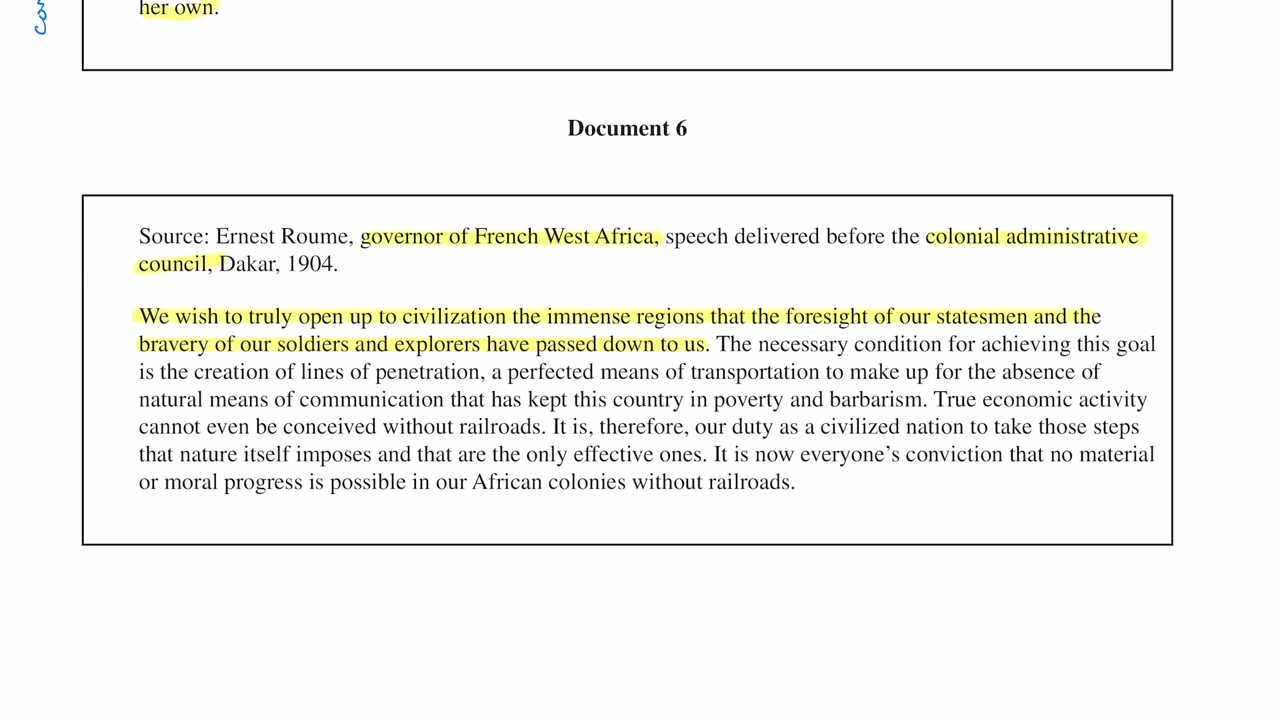 her own.
Document 6
Source: Ernest Roume, governor of French West Africa, speech delivered before the colonial administrative
council, Dakar, 1904.
We wish to truly open up to civilization the immense regions that the foresight of our statesmen and the
bravery of our soldiers and explorers have passed down to us. The necessary condition for achieving this goal
is the creation of lines of penetration, a perfected means of transportation to make up for the absence of
natural means of communication that has kept this country in poverty and barbarism. True economic activity
cannot even be conceived without railroads. It is, therefore, our duty as a civilized nation to take those steps
that nature itself imposes and that are the only effective ones. It is now everyone's conviction that no material
or moral progress is possible in our African colonies without railroads.